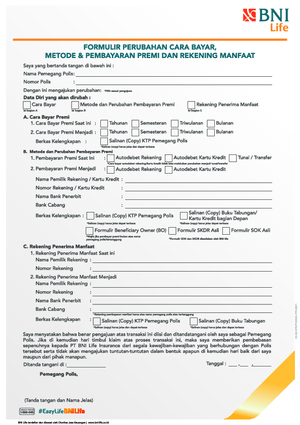 BNI
Life
FORMULIR PERUBAHAN CARA BAYAR,
METODE & PEMBAYARAN PREMI DAN REKENING MANFAAT
Saya yang bertanda tangan di bawah ini :
Nama Pemegang Polis:
Nomor Polis :
Dengan ini mengajukan perubahan:
Data Diri yang akan dirubah :
Cara Bayar Metode dan Perubahan Pembayaran Premi Rekening Penerima Manfaat
A. Cara Bayar Premi
1. Cara Bayar Premi Saat Ini : Tahunan Semesteran Triwulanan Bulanan
2. Cara Bayar Premi Menjadi : Tahunan Semesteran Triwulanan Bulanan
Berkas Kelengkapan : Salinan (Copy) KTP Pemegang Polis
B. Metode dan Perubahan Pembayaran Premi
1. Pembayaran Premi Saat Ini : Autodebet Rekening Autodebet Kartu Kredit Tunai / Transfer
2. Pembayaran Premi Menjadi : Autodebet Rekening Autodebet Kartu Kredit
Nama Pemilik Rekening / Kartu Kredit :
Nomor Rekening / Kartu Kredit :
Nama Bank Penerbit :
Bank Cabang :
Berkas Kelengkapan : Salinan (Copy) KTP Pemegang Polis Salinan (Copy) Buku Tabungan/
Kartu Kredit bagian Depan
Formulir Beneficiary Owner (BO) Formulir SKDR Asli Formulir SOK Asli
C. Rekening Penerima Manfaat
1. Rekening Penerima Manfaat Saat Ini
Nama Pemilik Rekening :
Nomor Rekening :
2. Rekening Penerima Manfaat Menjadi
Nama Pemilik Rekening :
Nomor Rekening :
Nama Bank Penerbit :
Bank Cabang :
Berkas Kelengkapan : Salinan (Copy) KTP Pemegang Polis Salinan (Copy) Buku Tabungan
Saya menyatakan bahwa benar pengajuan atas transaksi ini diisi dan ditandatangani oleh saya sebagai Pemegang
Polis. Jika di kemudian hari timbul klaim atas proses transaksi ini, maka saya memberikan pembebasan
sepenuhnya kepada PT BNI Life Insurance dari segala kewajiban-kewajiban yang berhubungan dengan Polis
tersebut serta tidak akan mengajukan tuntutan-tuntutan dalam bentuk apapun di kemudian hari baik dari saya
maupun dari pihak manapun.
Ditanda tangani di : Tanggal :
Pemegang Polis,
(Tanda tangan dan Nama Jelas)
#EazyLifeBNILife